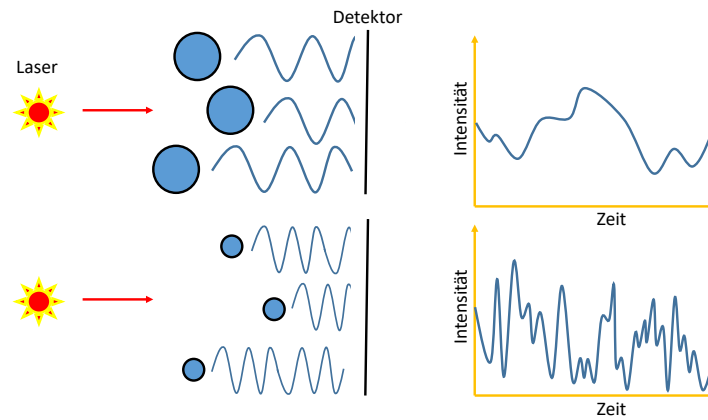 Detektor
Laser
Intensität
Zeit
Intensität
Zeit